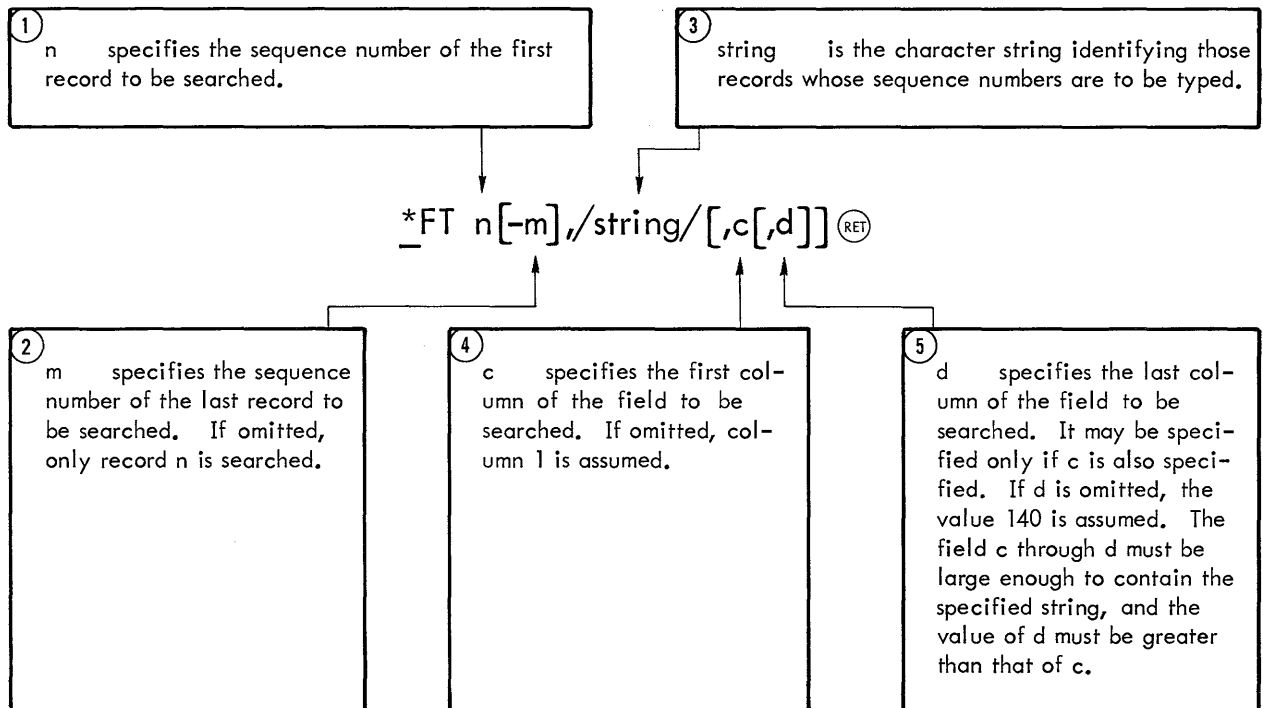 1
n specifies the sequence number of the first
record to be searched.
3
string is the character string identifying those
records whose sequence numbers are to be typed.
*FT n[-m],/string/[,c[,d]] RET
2
m specifies the sequence
number of the last record to
be searched. If omitted,
only record n is searched.
4
c specifies the first col-
umn of the field to be
searched. If omitted, col-
umn 1 is assumed.
5
d specifies the last col-
umn of the field to be
searched. It may be speci-
fied only if c is also speci-
fied. If d is omitted, the
value 140 is assumed. The
field c through d must be
large enough to contain the
specified string, and the
value of d must be greater
than that of c.